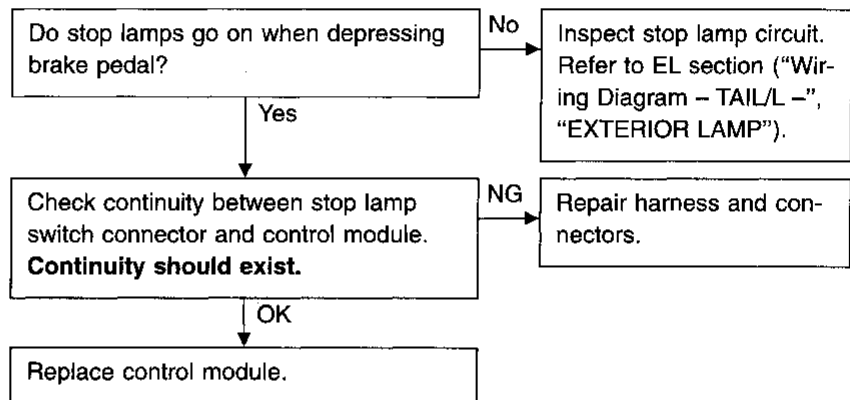 Do stop lamps go on when depressing
brake pedal?
No
Inspect stop lamp circuit.
Refer to EL section (“Wir-
ing Diagram – TAIL/L –”,
“EXTERIOR LAMP”).
Yes
Check continuity between stop lamp
switch connector and control module.
Continuity should exist.
NG
Repair harness and con-
nectors.
OK
Replace control module.